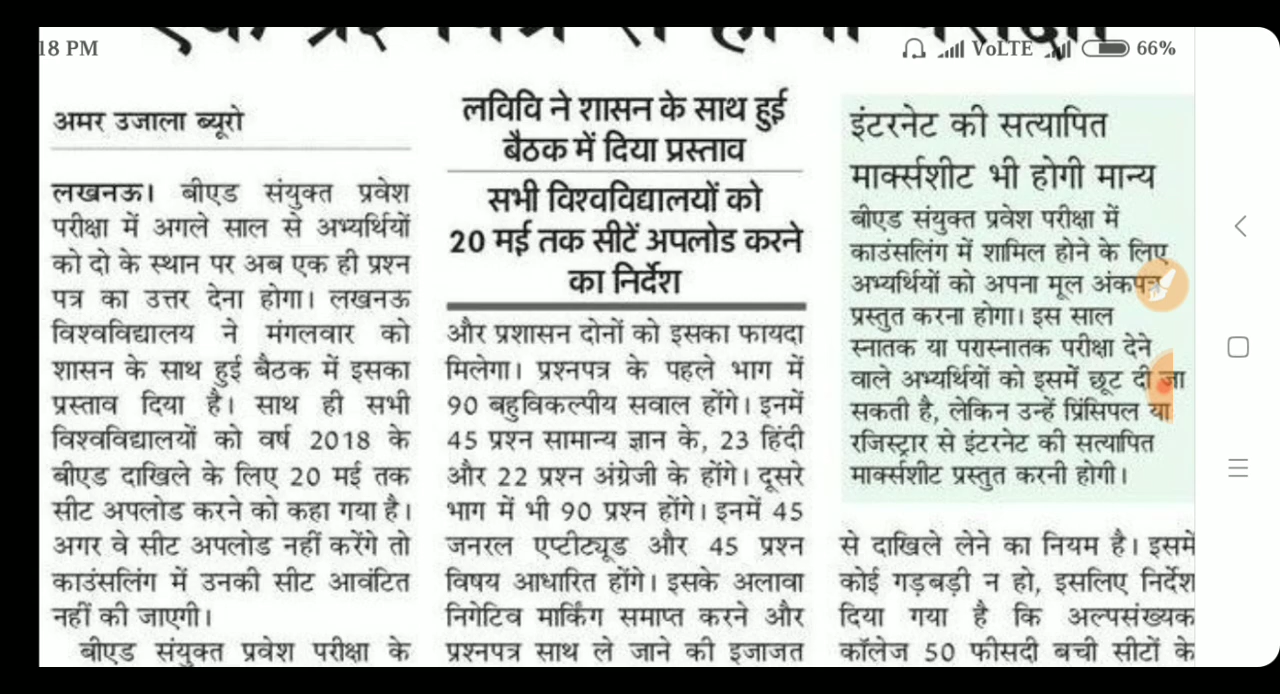 18 PM
VoLTE
66%
अमर उजाला ब्यूरो
लखनऊ। बीएड संयुक्त प्रवेश
परीक्षा में अगले साल से अभ्यर्थियों
को दो के स्थान पर अब एक ही प्रश्न
पत्र का उत्तर देना होगा। लखनऊ
विश्वविद्यालय ने मंगलवार को
शासन के साथ हुई बैठक में इसका
प्रस्ताव दिया है। साथ ही सभी
विश्वविद्यालयों को वर्ष 2018 के
बीएड दाखिले के लिए 20 मई तक
सीट अपलोड करने को कहा गया है।
अगर वे सीट अपलोड नहीं करेंगे तो
काउंसलिंग में उनकी सीट आवंटित
नहीं की जाएगी।
बीएड संयुक्त प्रवेश परीक्षा के
लविवि ने शासन के साथ हुई
बैठक में दिया प्रस्ताव
सभी विश्वविद्यालयों को
20 मई तक सीटें अपलोड करने
का निर्देश
और प्रशासन दोनों को इसका फायदा
मिलेगा। प्रश्नपत्र के पहले भाग में
90 बहुविकल्पीय सवाल होंगे। इनमें
45 प्रश्न सामान्य ज्ञान के, 23 हिंदी
और 22 प्रश्न अंग्रेजी के होंगे। दूसरे
भाग में भी 90 प्रश्न होंगे। इनमें 45
जनरल एप्टीट्यूड और 45 प्रश्न
विषय आधारित होंगे। इसके अलावा
निगेटिव मार्किंग समाप्त करने और
प्रश्नपत्र साथ ले जाने की इजाजत
इंटरनेट की सत्यापित
मार्क्सशीट भी होगी मान्य
बीएड संयुक्त प्रवेश परीक्षा में
काउंसलिंग में शामिल होने के लिए
अभ्यर्थियों को अपना मूल अंकपत्र
प्रस्तुत करना होगा। इस साल
स्नातक या परास्नातक परीक्षा देने
वाले अभ्यर्थियों को इसमें छूट दी जा
सकती है, लेकिन उन्हें प्रिंसिपल या
रजिस्ट्रार से इंटरनेट की सत्यापित
मार्क्सशीट प्रस्तुत करनी होगी।
से दाखिले लेने का नियम है। इसमें
कोई गड़बड़ी न हो, इसलिए निर्देश
दिया गया है कि अल्पसंख्यक
कॉलेज 50 फीसदी बची सीटों के